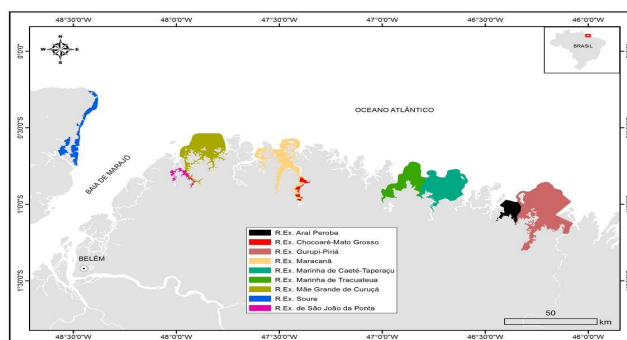 48°30'0"W 48°0'0"W 47°30'0"W 47°0'0"W 46°30'0"W 46°0'0"W
N
W E
S
BRASIL
0°0'0"
OCEANO ATLÂNTICO
0°30'0"S
BAIA DE MARAJÓ
1°0'0"S
BELÉM
R.Ex. Araí Peroba
R.Ex. Chocoaré-Mato Grosso
R.Ex. Gurupi-Piriá
R.Ex. Maracanã
R.Ex. Marinha de Caeté-Taperaçu
R.Ex. Marinha de Tracuateua
R.Ex. Mãe Grande de Curuçá
R.Ex. Soure
R.Ex. de São João da Ponta
1°30'0"S
50
km
48°30'0"W 48°0'0"W 47°30'0"W 47°0'0"W 46°30'0"W 46°0'0"W